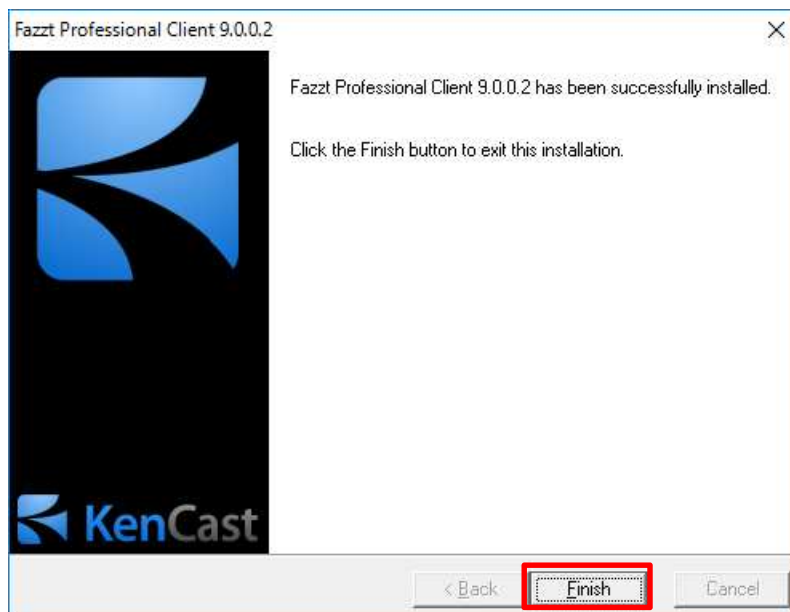 Fazzt Professional Client 9.0.0.2
Fazzt Professional Client 9.0.0.2 has been successfully installed.
Click the Finish button to exit this installation.
KenCast
< Back
Finish
Cancel